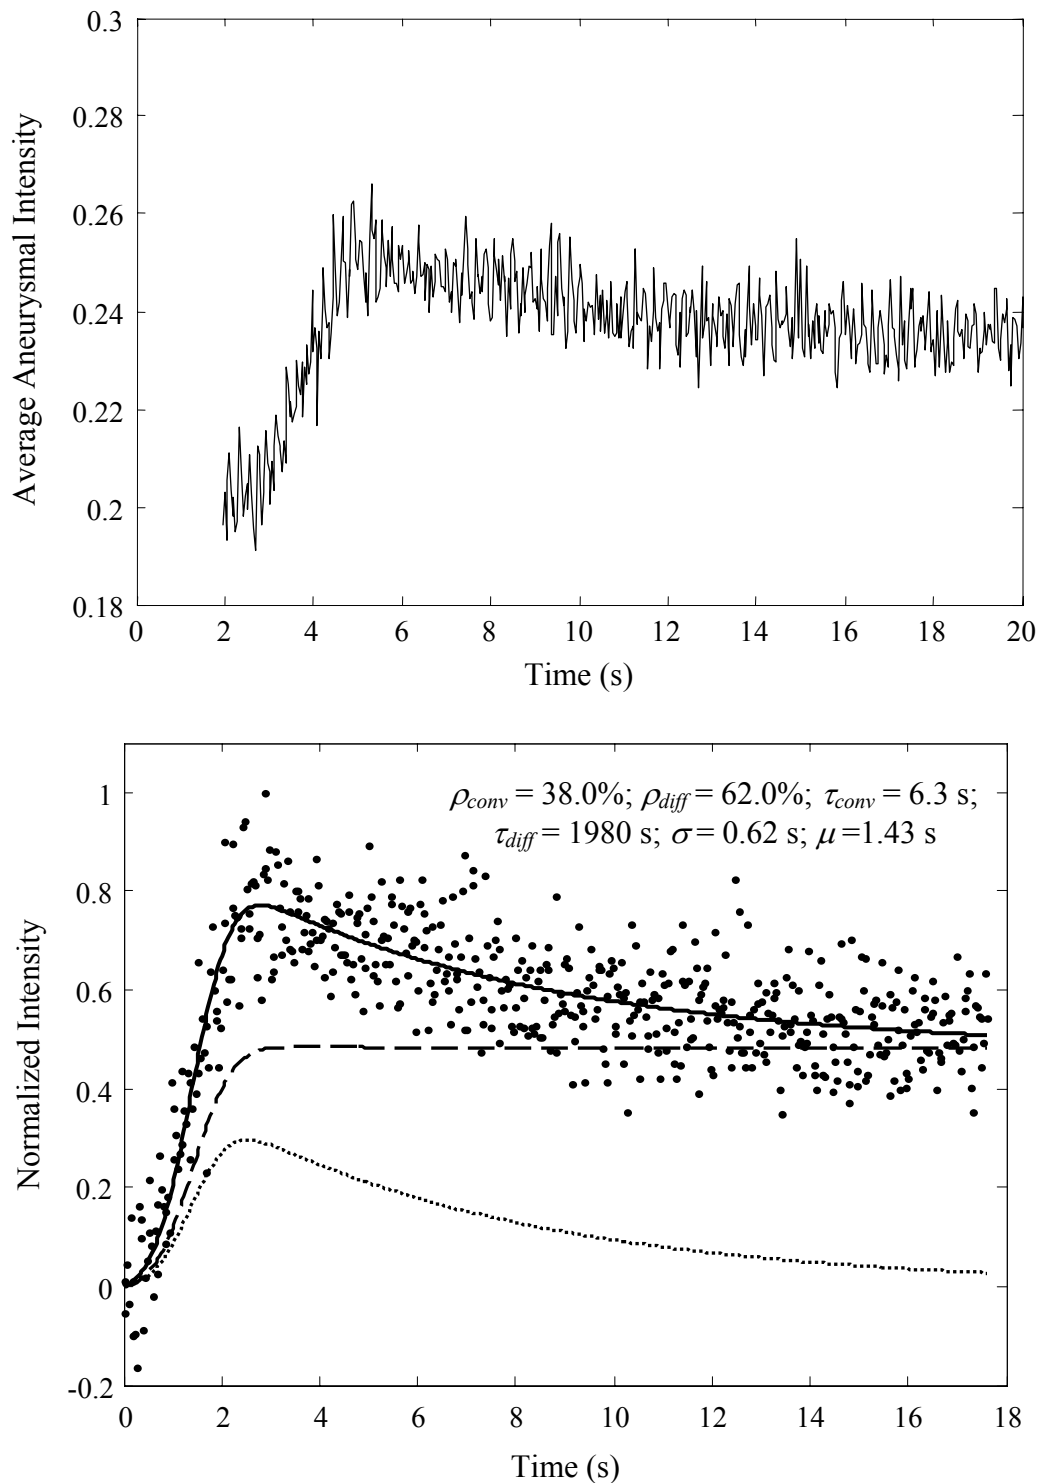 0.3
0.28
0.26
0.24
0.22
0.2
0.18
Average Aneurysmal Intensity
0 2 4 6 8 10 12 14 16 18 20
Time (s)
ρconv = 38.0%; ρdiff = 62.0%; τconv = 6.3 s;
τdiff = 1980 s; σ = 0.62 s; μ =1.43 s
1
0.8
0.6
0.4
0.2
0
-0.2
Normalized Intensity
0 2 4 6 8 10 12 14 16 18
Time (s)